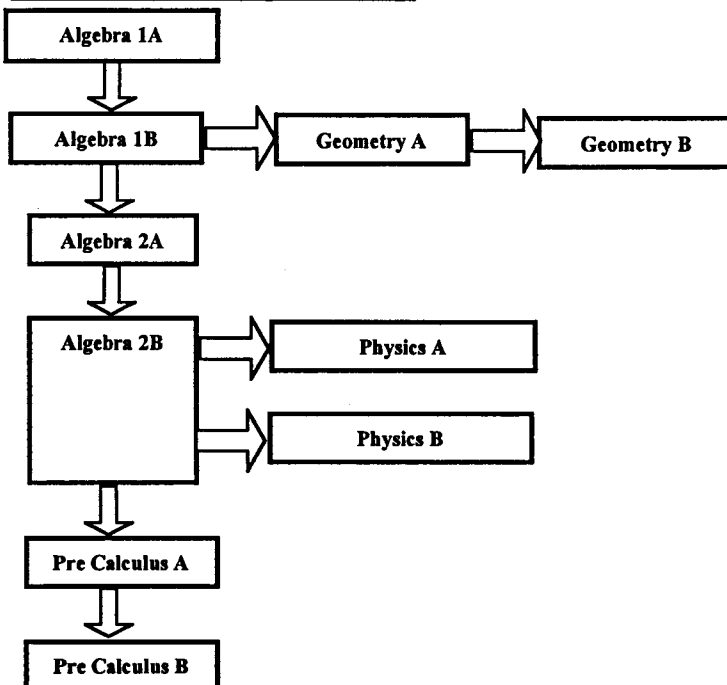 Algebra 1A
Algebra 1B
Geometry A
Geometry B
Algebra 2A
Algebra 2B
Physics A
Physics B
Pre Calculus A
Pre Calculus B